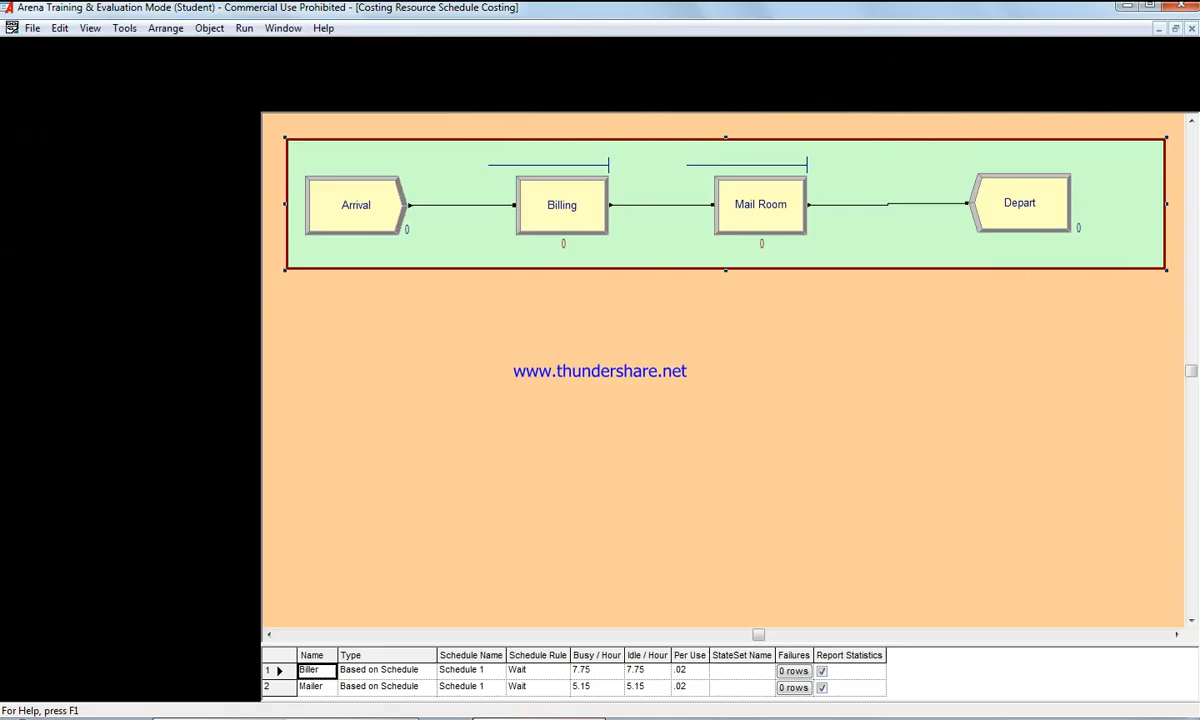 Arena Training & Evaluation Mode (Student) - Commercial Use Prohibited - [Costing Resource Schedule Costing]
File Edit View Tools Arrange Object Run Window Help
Arrival
Billing
Mail Room
Depart
0
0
0
0
www.thundershare.net
Name Type Schedule Name Schedule Rule Busy / Hour Idle / Hour Per Use StateSet Name Failures Report Statistics
1 Biller Based on Schedule Schedule 1 Wait 7.75 7.75 .02 0 rows
2 Mailer Based on Schedule Schedule 1 Wait 5.15 5.15 .02 0 rows
For Help, press F1